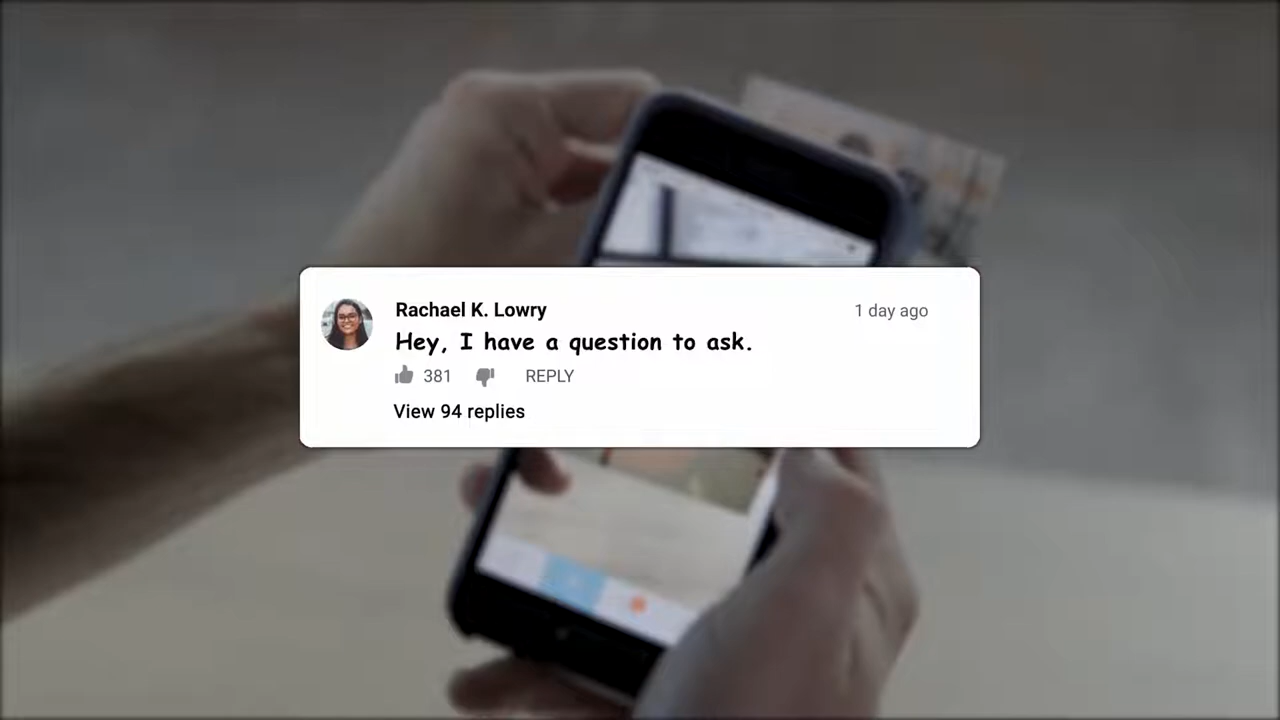 Rachael K. Lowry 1 day ago
Hey, I have a question to ask.
381 REPLY
View 94 replies